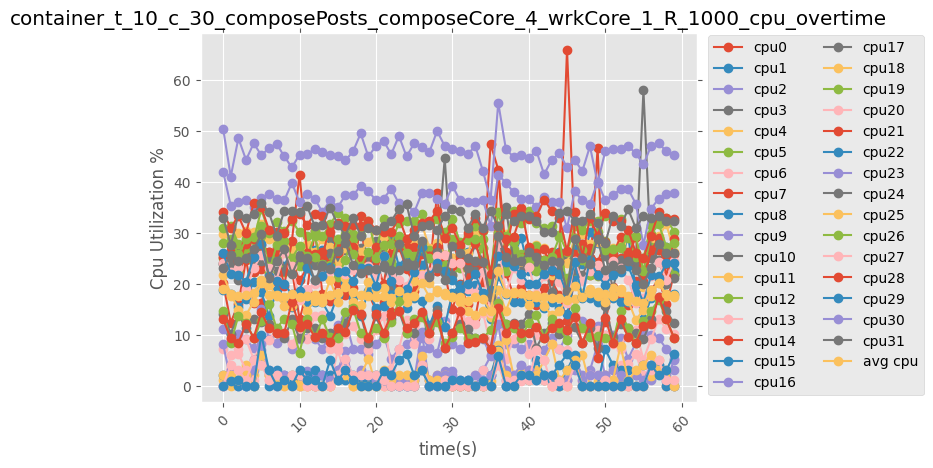 container_t_10_c_30_composePosts_composeCore_4_wrkCore_1_R_1000_cpu_overtime
Cpu Utilization %
60
50
40
30
20
10
0
0
10
20
30
40
50
60
time(s)
cpu0
cpu1
cpu2
cpu3
cpu4
cpu5
cpu6
cpu7
cpu8
cpu9
cpu10
cpu11
cpu12
cpu13
cpu14
cpu15
cpu16
cpu17
cpu18
cpu19
cpu20
cpu21
cpu22
cpu23
cpu24
cpu25
cpu26
cpu27
cpu28
cpu29
cpu30
cpu31
avg cpu